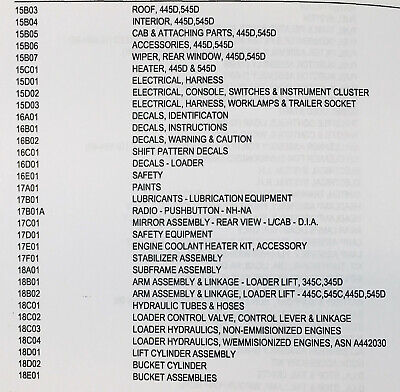 15B03 ROOF, 445D,545D
15B04 INTERIOR, 445D,545D
15B05 CAB & ATTACHING PARTS, 445D,545D
15B06 ACCESSORIES, 445D,545D
15B07 WIPER, REAR WINDOW, 445D,545D
15C01 HEATER, 445D & 545D
15D01 ELECTRICAL, HARNESS
15D02 ELECTRICAL, CONSOLE, SWITCHES & INSTRUMENT CLUSTER
15D03 ELECTRICAL, HARNESS, WORKLAMPS & TRAILER SOCKET
16A01 DECALS, IDENTIFICATON
16B01 DECALS, INSTRUCTIONS
16B02 DECALS, WARNING & CAUTION
16C01 SHIFT PATTERN DECALS
16D01 DECALS - LOADER
16E01 SAFETY
17A01 PAINTS
17B01 LUBRICANTS - LUBRICATION EQUIPMENT
17B01A RADIO - PUSHBUTTON - NH-NA
17C01 MIRROR ASSEMBLY - REAR VIEW - L/CAB - D.I.A.
17D01 SAFETY EQUIPMENT
17E01 ENGINE COOLANT HEATER KIT, ACCESSORY
17F01 STABILIZER ASSEMBLY
18A01 SUBFRAME ASSEMBLY
18B01 ARM ASSEMBLY & LINKAGE - LOADER LIFT, 345C,345D
18B02 ARM ASSEMBLY & LINKAGE, LOADER LIFT - 445C,545C,445D,545D
18C01 HYDRAULIC TUBES & HOSES
18C02 LOADER CONTROL VALVE, CONTROL LEVER & LINKAGE
18C03 LOADER HYDRAULICS, NON-EMMISIONIZED ENGINES
18C04 LOADER HYDRAULICS, W/EMMISIONIZED ENGINES, ASN A442030
18D01 LIFT CYLINDER ASSEMBLY
18D02 BUCKET CYLINDER
18E01 BUCKET ASSEMBLIES